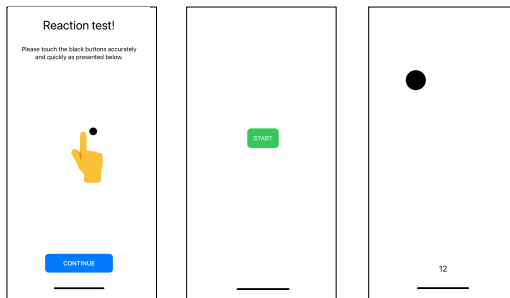 Reaction test!
Please touch the black buttons accurately
and quickly as presented below.
CONTINUE
START
12